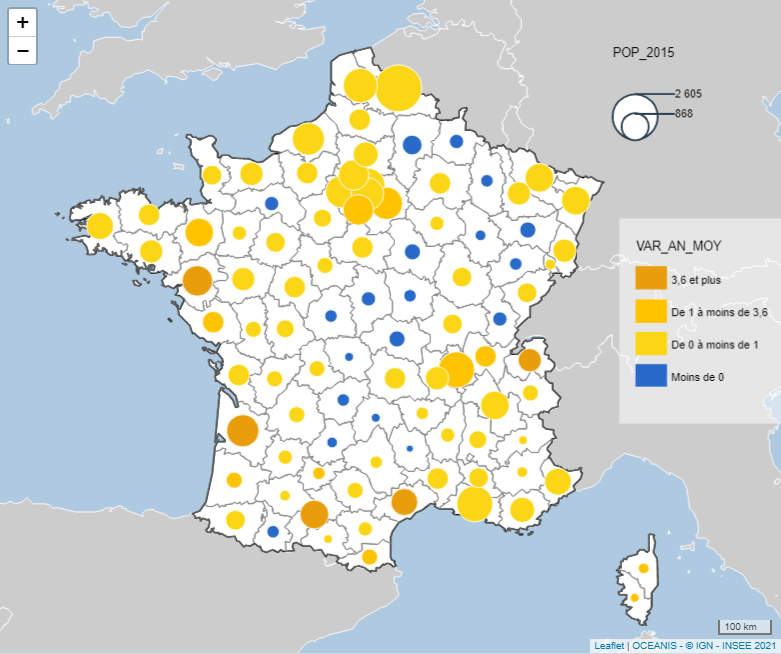 +
−
POP_2015
2 605
868
VAR_AN_MOY
3,6 et plus
De 1 à moins de 3,6
De 0 à moins de 1
Moins de 0
100 km
Leaflet | OCEANIS - © IGN - INSEE 2021